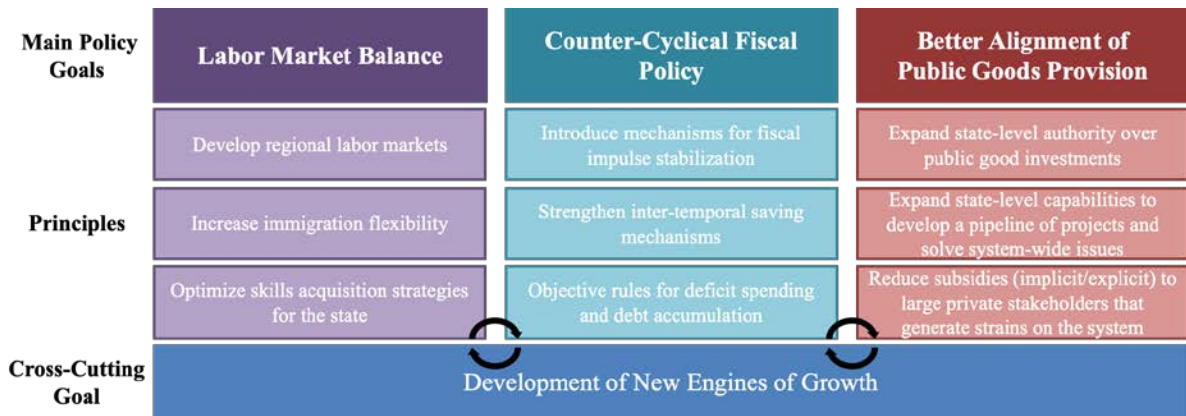 Main Policy
Goals
Labor Market Balance
Counter-Cyclical Fiscal
Policy
Better Alignment of
Public Goods Provision
Principles
Develop regional labor markets
Introduce mechanisms for fiscal
impulse stabilization
Expand state-level authority over
public good investments
Increase immigration flexibility
Strengthen inter-temporal saving
mechanisms
Expand state-level capabilities to
develop a pipeline of projects and
solve system-wide issues
Optimize skills acquisition strategies
for the state
Objective rules for deficit spending
and debt accumulation
Reduce subsidies (implicit/explicit) to
large private stakeholders that
generate strains on the system
Cross-Cutting
Goal
Development of New Engines of Growth